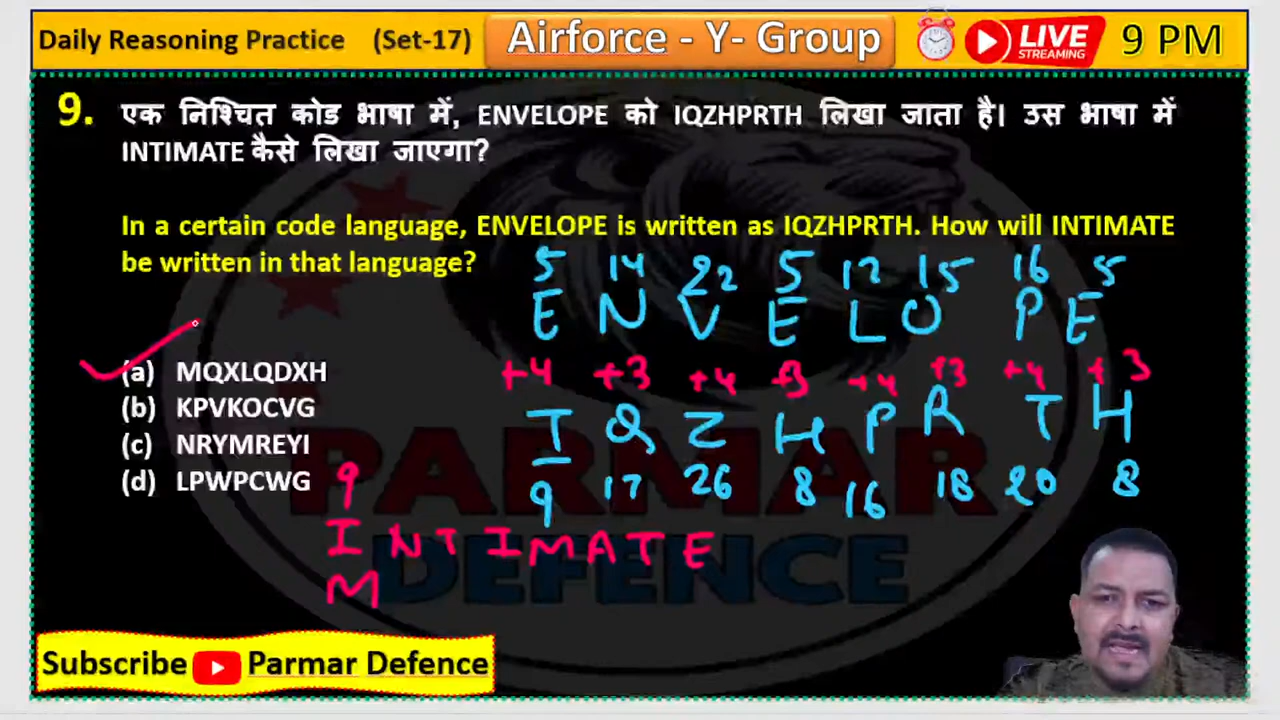 Daily Reasoning Practice (Set-17) Airforce - Y- Group LIVE STREAMING 9 PM
9. एक निश्चित कोड भाषा में, ENVELOPE को IQZHPRTH लिखा जाता है। उस भाषा में
INTIMATE कैसे लिखा जाएगा?
In a certain code language, ENVELOPE is written as IQZHPRTH. How will INTIMATE
be written in that language?
5 14 22 5 12 15 16 5
E N V E L O P E
+4 +3 +4 +3 +4 +3 +4 +3
I Q Z H P R T H
9 17 26 8 16 18 20 8
(a) MQXLQDXH
(b) KPVKOCVG
(c) NRYMREYI
(d) LPWPCWG
9
I N T I M A T E
M
PARMAR
DEFENCE
Subscribe Parmar Defence